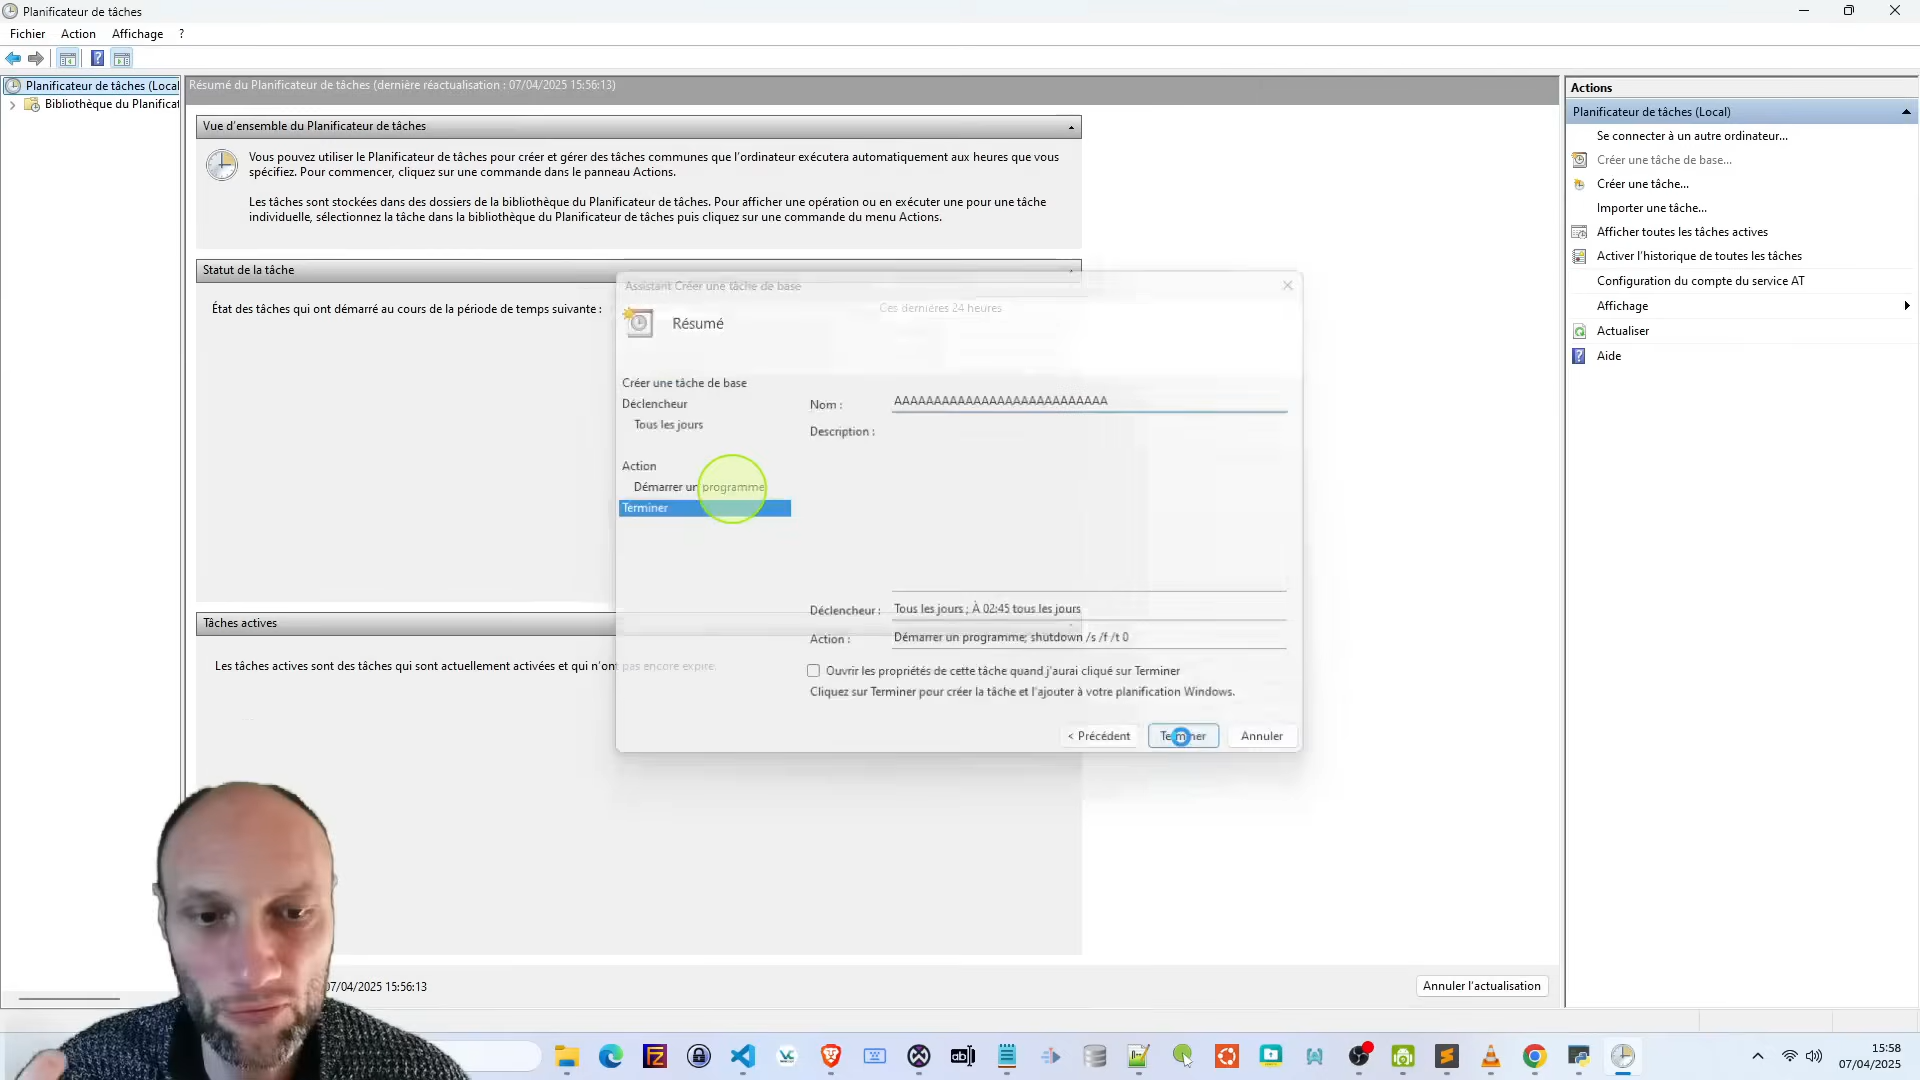 Planificateur de tâches
Fichier Action Affichage ?
Planificateur de tâches (Local
Bibliothèque du Planificat
Résumé du Planificateur de tâches (dernière réactualisation : 07/04/2025 15:56:13)
Vue d'ensemble du Planificateur de tâches
Vous pouvez utiliser le Planificateur de tâches pour créer et gérer des tâches communes que l'ordinateur exécutera automatiquement aux heures que vous
spécifiez. Pour commencer, cliquez sur une commande dans le panneau Actions.
Les tâches sont stockées dans des dossiers de la bibliothèque du Planificateur de tâches. Pour afficher une opération ou en exécuter une pour une tâche
individuelle, sélectionnez la tâche dans la bibliothèque du Planificateur de tâches puis cliquez sur une commande du menu Actions.
Statut de la tâche
État des tâches qui ont démarré au cours de la période de temps suivante :
Ces dernières 24 heures
Assistant Créer une tâche de base
Résumé
Créer une tâche de base
Déclencheur
Tous les jours
Action
Démarrer un programme
Terminer
Nom : AAAAAAAAAAAAAAAAAAAAAAAAAAA
Description :
Déclencheur : Tous les jours ; À 02:45 tous les jours
Action : Démarrer un programme; shutdown /s /f /t 0
Ouvrir les propriétés de cette tâche quand j'aurai cliqué sur Terminer
Cliquez sur Terminer pour créer la tâche et l'ajouter à votre planification Windows.
< Précédent Terminer Annuler
Tâches actives
Les tâches actives sont des tâches qui sont actuellement activées et qui n'ont pas encore expiré.
07/04/2025 15:56:13
Annuler l'actualisation
Actions
Planificateur de tâches (Local)
Se connecter à un autre ordinateur...
Créer une tâche de base...
Créer une tâche...
Importer une tâche...
Afficher toutes les tâches actives
Activer l'historique de toutes les tâches
Configuration du compte du service AT
Affichage
Actualiser
Aide
15:58
07/04/2025